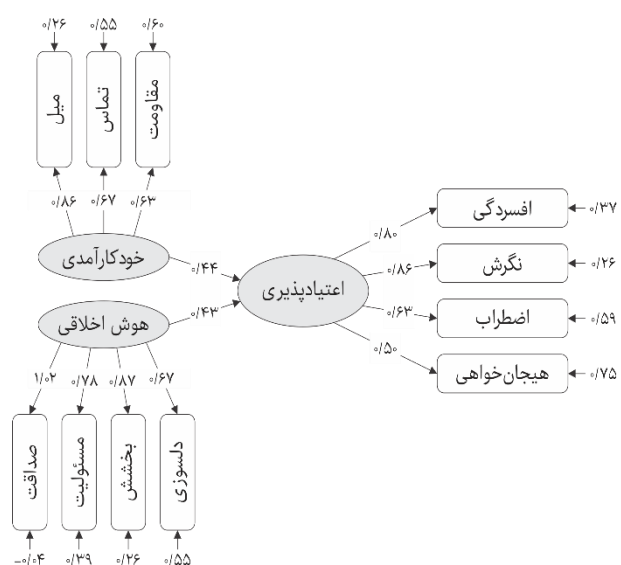 ۰/۲۶ ۰/۵۵ ۰/۶۰
میل تماس مقاومت
۰/۸۶ ۰/۶۷ ۰/۶۳
خودکارآمدی
۰/۴۴
هوش اخلاقی
۰/۴۳
اعتیادپذیری
۰/۸۰
افسردگی
۰/۳۷
۰/۸۶
نگرش
۰/۲۶
۰/۶۳
اضطراب
۰/۵۹
۰/۵۰
هیجان‌خواهی
۰/۷۵
۱/۰۲ ۰/۷۸ ۰/۸۷ ۰/۶۷
صداقت مسئولیت بخشش دلسوزی
-۰/۰۴ ۰/۳۹ ۰/۲۶ ۰/۵۵